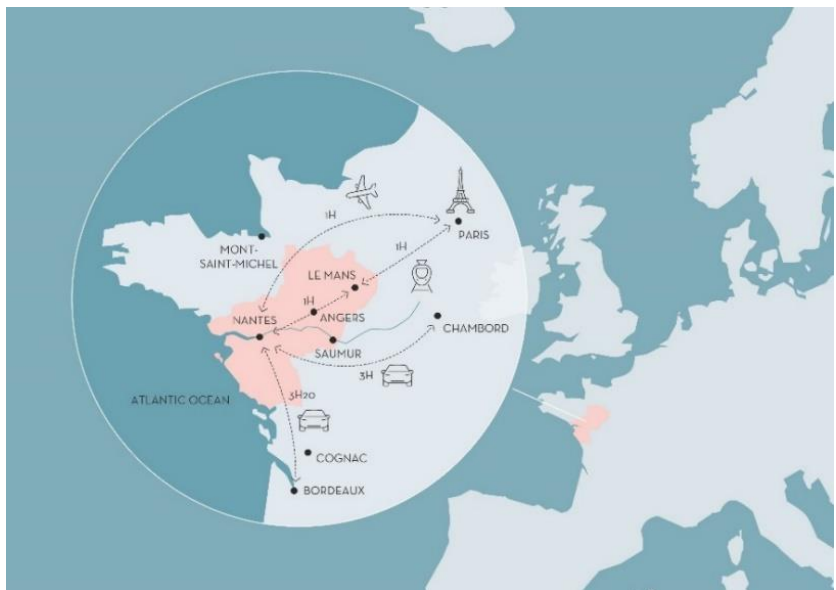 1H
PARIS
1H
MONT-
SAINT-MICHEL
LE MANS
1H
NANTES
ANGERS
CHAMBORD
SAUMUR
3H
ATLANTIC OCEAN
3H20
COGNAC
BORDEAUX